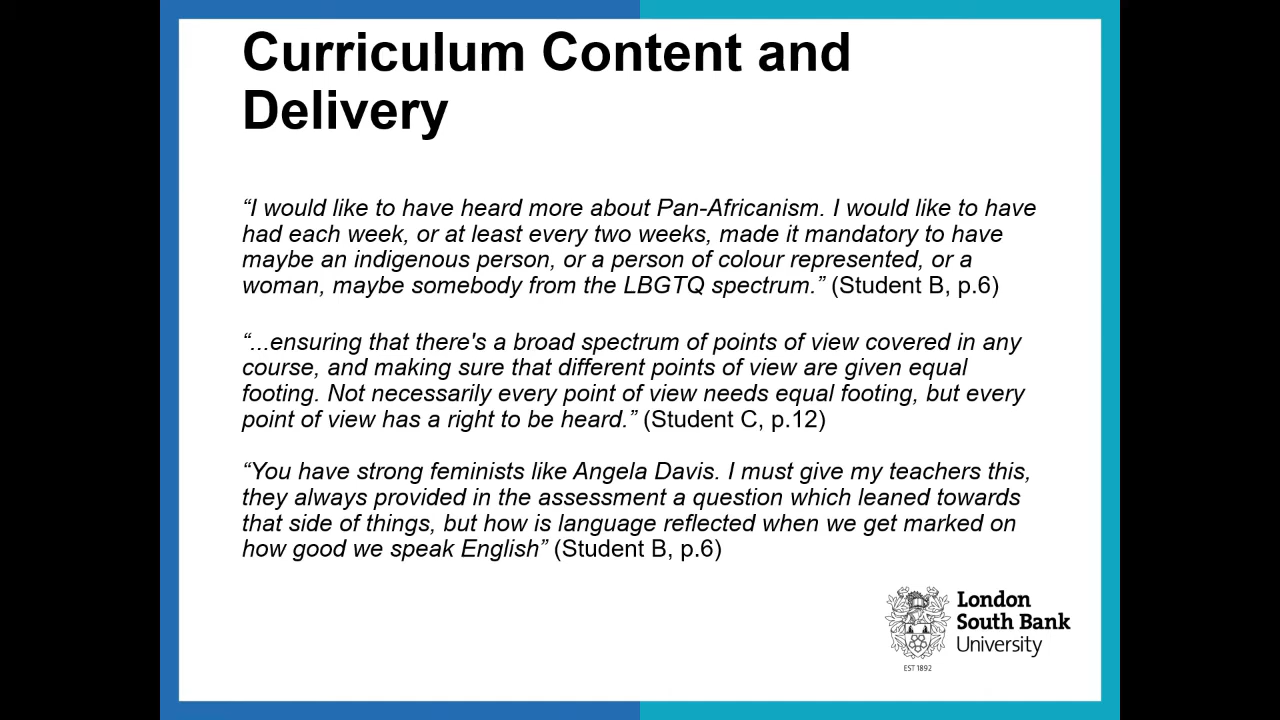 Curriculum Content and
Delivery
“I would like to have heard more about Pan-Africanism. I would like to have
had each week, or at least every two weeks, made it mandatory to have
maybe an indigenous person, or a person of colour represented, or a
woman, maybe somebody from the LBGTQ spectrum.” (Student B, p.6)
“...ensuring that there's a broad spectrum of points of view covered in any
course, and making sure that different points of view are given equal
footing. Not necessarily every point of view needs equal footing, but every
point of view has a right to be heard.” (Student C, p.12)
“You have strong feminists like Angela Davis. I must give my teachers this,
they always provided in the assessment a question which leaned towards
that side of things, but how is language reflected when we get marked on
how good we speak English” (Student B, p.6)
London
South Bank
University
EST 1892